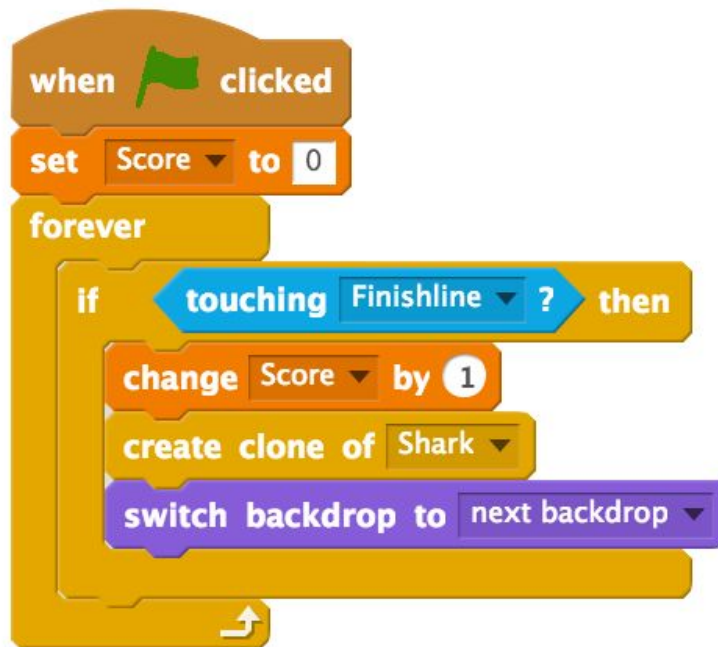 when clicked
set Score to 0
forever
if touching Finishline ? then
change Score by 1
create clone of Shark
switch backdrop to next backdrop